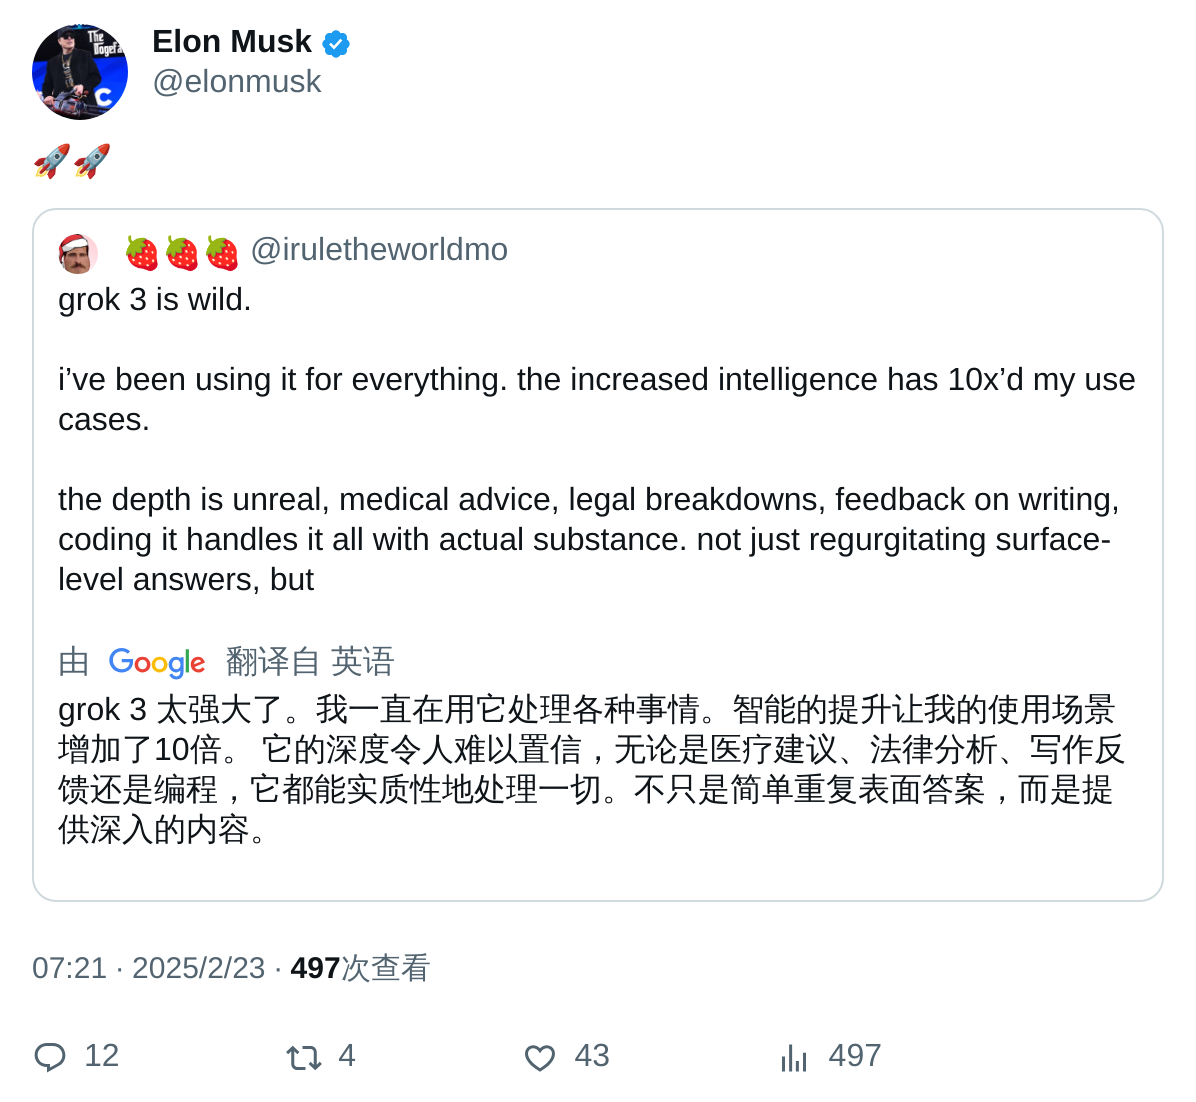 The
Dogefa
C
Elon Musk
@elonmusk
🚀🚀
🍓🍓🍓 @iruletheworldmo
grok 3 is wild.
i’ve been using it for everything. the increased intelligence has 10x’d my use
cases.
the depth is unreal, medical advice, legal breakdowns, feedback on writing,
coding it handles it all with actual substance. not just regurgitating surface-
level answers, but
由 Google 翻译自 英语
grok 3 太强大了。我一直在用它处理各种事情。智能的提升让我的使用场景
增加了10倍。 它的深度令人难以置信，无论是医疗建议、法律分析、写作反
馈还是编程，它都能实质性地处理一切。不只是简单重复表面答案，而是提
供深入的内容。
07:21 · 2025/2/23 · 497次查看
12 4 43 497